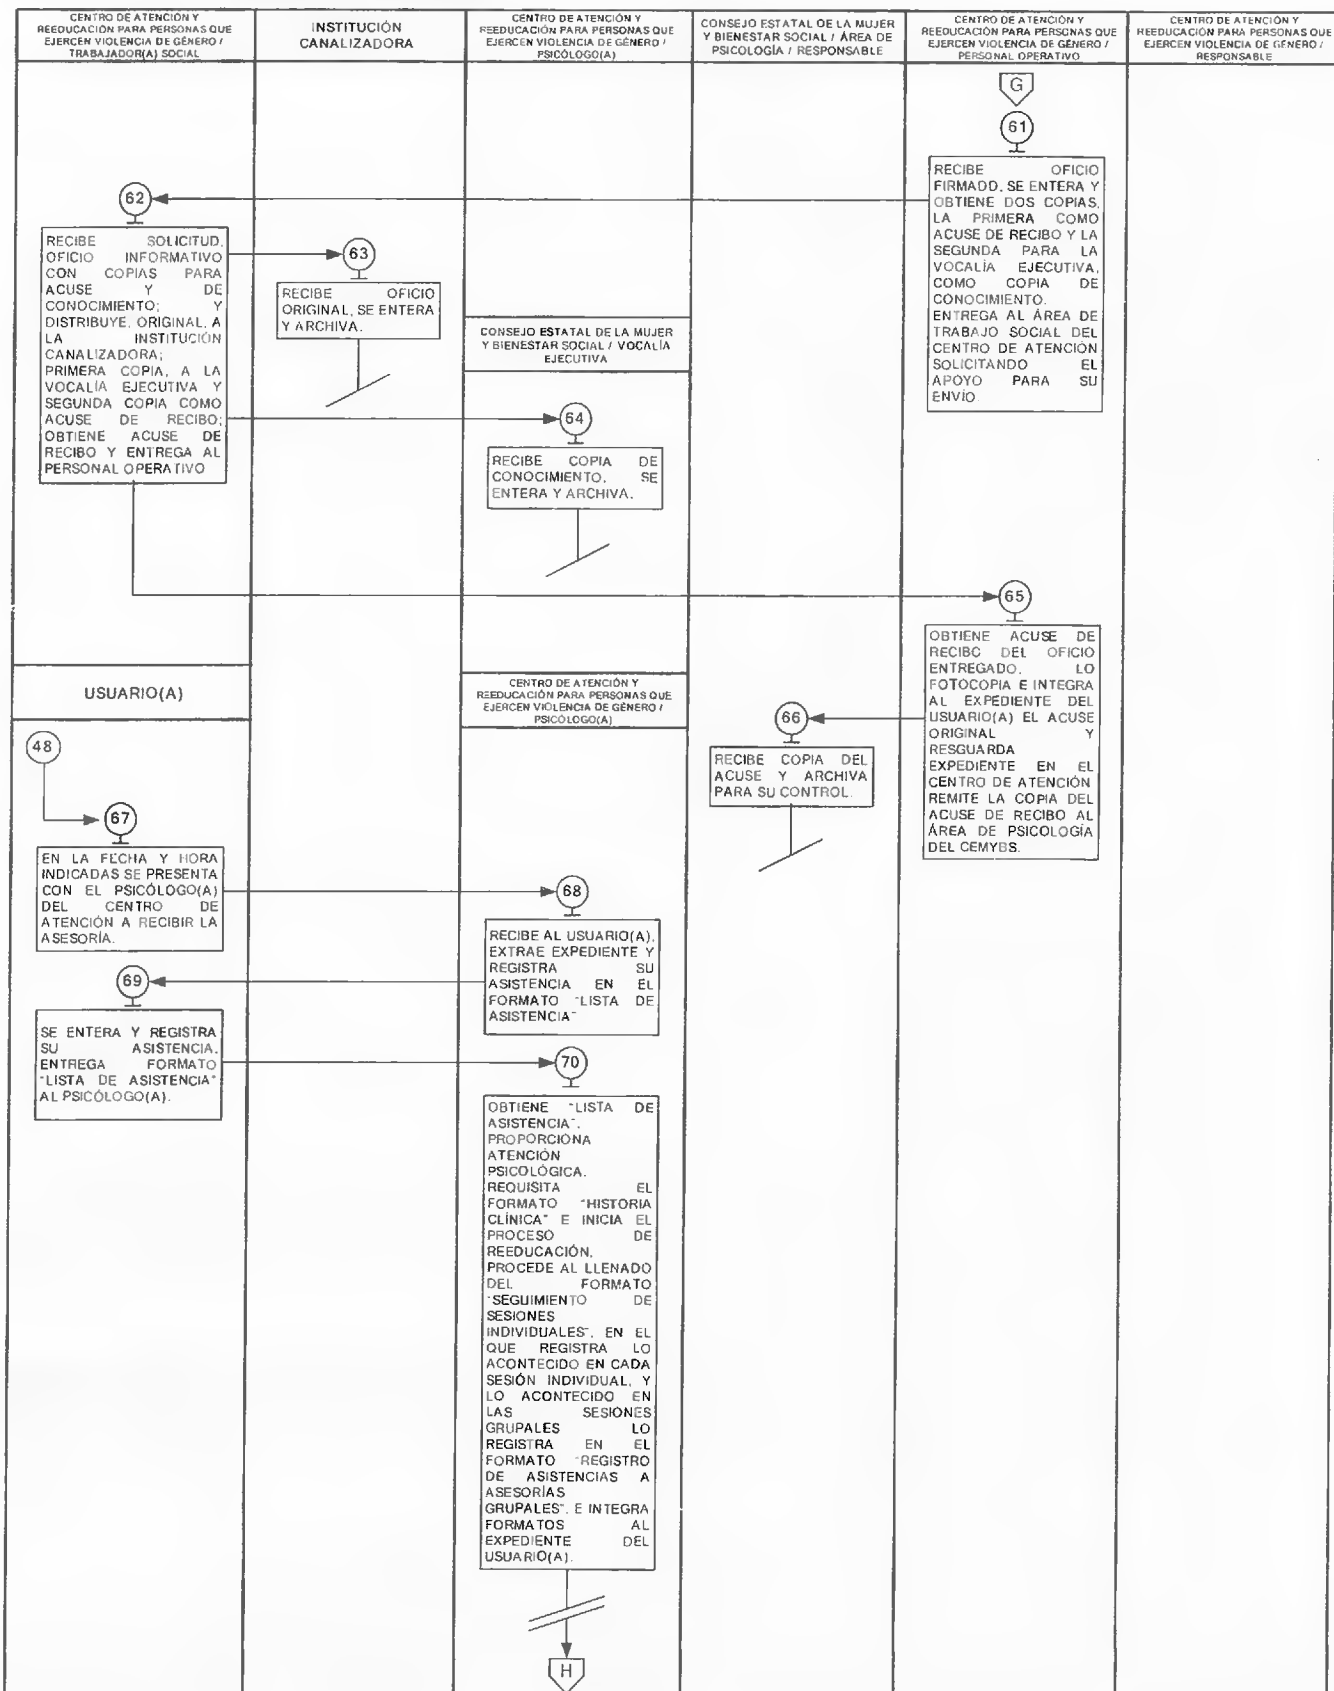 CENTRO DE ATENCIÓN Y
REEDUCACIÓN PARA PERSONAS QUE
EJERCEN VIOLENCIA DE GÉNERO /
TRABAJADOR(A) SOCIAL
INSTITUCIÓN
CANALIZADORA
CENTRO DE ATENCIÓN Y
REEDUCACIÓN PARA PERSONAS QUE
EJERCEN VIOLENCIA DE GÉNERO /
PSICÓLOGO(A)
CONSEJO ESTATAL DE LA MUJER
Y BIENESTAR SOCIAL / ÁREA DE
PSICOLOGÍA / RESPONSABLE
CENTRO DE ATENCIÓN Y
REEDUCACIÓN PARA PERSONAS QUE
EJERCEN VIOLENCIA DE GÉNERO /
PERSONAL OPERATIVO
CENTRO DE ATENCIÓN Y
REEDUCACIÓN PARA PERSONAS QUE
EJERCEN VIOLENCIA DE GÉNERO /
RESPONSABLE
G
61
RECIBE OFICIO
FIRMADO, SE ENTERA Y
OBTIENE DOS COPIAS,
LA PRIMERA COMO
ACUSE DE RECIBO Y LA
SEGUNDA PARA LA
VOCALÍA EJECUTIVA,
COMO COPIA DE
CONOCIMIENTO.
ENTREGA AL ÁREA DE
TRABAJO SOCIAL DEL
CENTRO DE ATENCIÓN
SOLICITANDO EL
APOYO PARA SU
ENVÍO.
62
RECIBE SOLICITUD,
OFICIO INFORMATIVO
CON COPIAS PARA
ACUSE Y DE
CONOCIMIENTO; Y
DISTRIBUYE, ORIGINAL, A
LA INSTITUCIÓN
CANALIZADORA;
PRIMERA COPIA, A LA
VOCALÍA EJECUTIVA Y
SEGUNDA COPIA COMO
ACUSE DE RECIBO;
OBTIENE ACUSE DE
RECIBO Y ENTREGA AL
PERSONAL OPERATIVO
63
RECIBE OFICIO
ORIGINAL, SE ENTERA
Y ARCHIVA.
CONSEJO ESTATAL DE LA MUJER
Y BIENESTAR SOCIAL / VOCALÍA
EJECUTIVA
64
RECIBE COPIA DE
CONOCIMIENTO, SE
ENTERA Y ARCHIVA.
65
OBTIENE ACUSE DE
RECIBO DEL OFICIO
ENTREGADO, LO
FOTOCOPIA E INTEGRA
AL EXPEDIENTE DEL
USUARIO(A) EL ACUSE
ORIGINAL Y
RESGUARDA
EXPEDIENTE EN EL
CENTRO DE ATENCIÓN
REMITE LA COPIA DEL
ACUSE DE RECIBO AL
ÁREA DE PSICOLOGÍA
DEL CEMYBS.
66
RECIBE COPIA DEL
ACUSE Y ARCHIVA
PARA SU CONTROL.
USUARIO(A)
CENTRO DE ATENCIÓN Y
REEDUCACIÓN PARA PERSONAS QUE
EJERCEN VIOLENCIA DE GÉNERO /
PSICÓLOGO(A)
48
67
EN LA FECHA Y HORA
INDICADAS SE PRESENTA
CON EL PSICÓLOGO(A)
DEL CENTRO DE
ATENCIÓN A RECIBIR LA
ASESORÍA.
68
RECIBE AL USUARIO(A),
EXTRAE EXPEDIENTE Y
REGISTRA SU
ASISTENCIA EN EL
FORMATO "LISTA DE
ASISTENCIA"
69
SE ENTERA Y REGISTRA
SU ASISTENCIA,
ENTREGA FORMATO
"LISTA DE ASISTENCIA"
AL PSICÓLOGO(A).
70
OBTIENE "LISTA DE
ASISTENCIA",
PROPORCIONA
ATENCIÓN
PSICOLÓGICA.
REQUISITA EL
FORMATO "HISTORIA
CLÍNICA" E INICIA EL
PROCESO DE
REEDUCACIÓN,
PROCEDE AL LLENADO
DEL FORMATO
"SEGUIMIENTO DE
SESIONES
INDIVIDUALES", EN EL
QUE REGISTRA LO
ACONTECIDO EN CADA
SESIÓN INDIVIDUAL, Y
LO ACONTECIDO EN
LAS SESIONES
GRUPALES LO
REGISTRA EN EL
FORMATO "REGISTRO
DE ASISTENCIAS A
ASESORÍAS
GRUPALES", E INTEGRA
FORMATOS AL
EXPEDIENTE DEL
USUARIO(A).
H